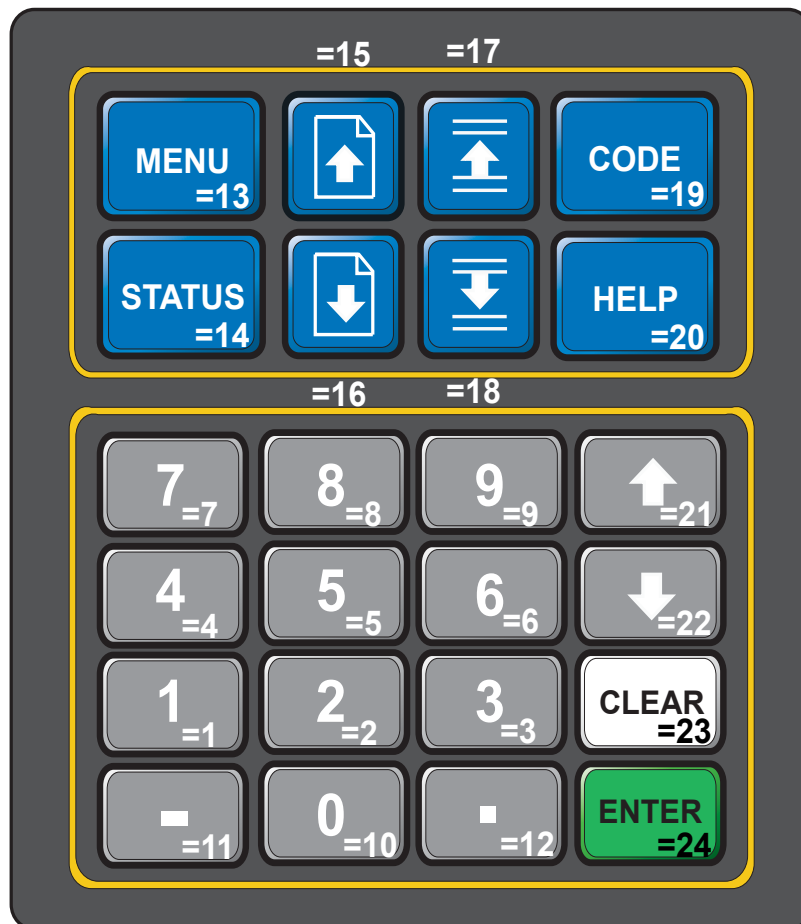 =15 =17
MENU CODE
=13 =19
STATUS HELP
=14 =20
=16 =18
7 8 9
=7 =8 =9 =21
4 5 6
=4 =5 =6 =22
1 2 3 CLEAR
=1 =2 =3 =23
- 0 . ENTER
=11 =10 =12 =24